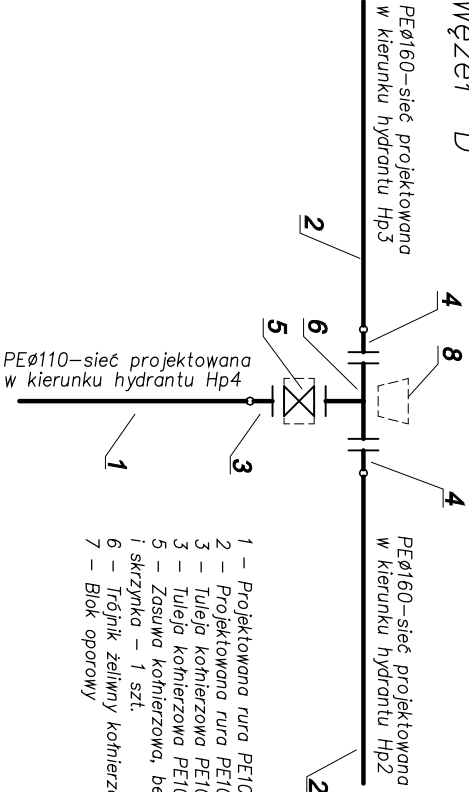 Węzeł D
PEø160–sieć projektowana
w kierunku hydrantu Hp3
2
4
8
5
6
4
PEø110–sieć projektowana
w kierunku hydrantu Hp4
3
1
PEø160–sieć projektowana
w kierunku hydrantu Hp2
2
1 – Projektowana rura
2 – Projektowana rura
3 – Tuleja kołnierzowa
3 – Tuleja kołnierzowa
5 – Zasuwa kołnierzowa,
i skrzynka – 1 szt.
6 – Trójnik żeliwny
7 – Blok oporowy